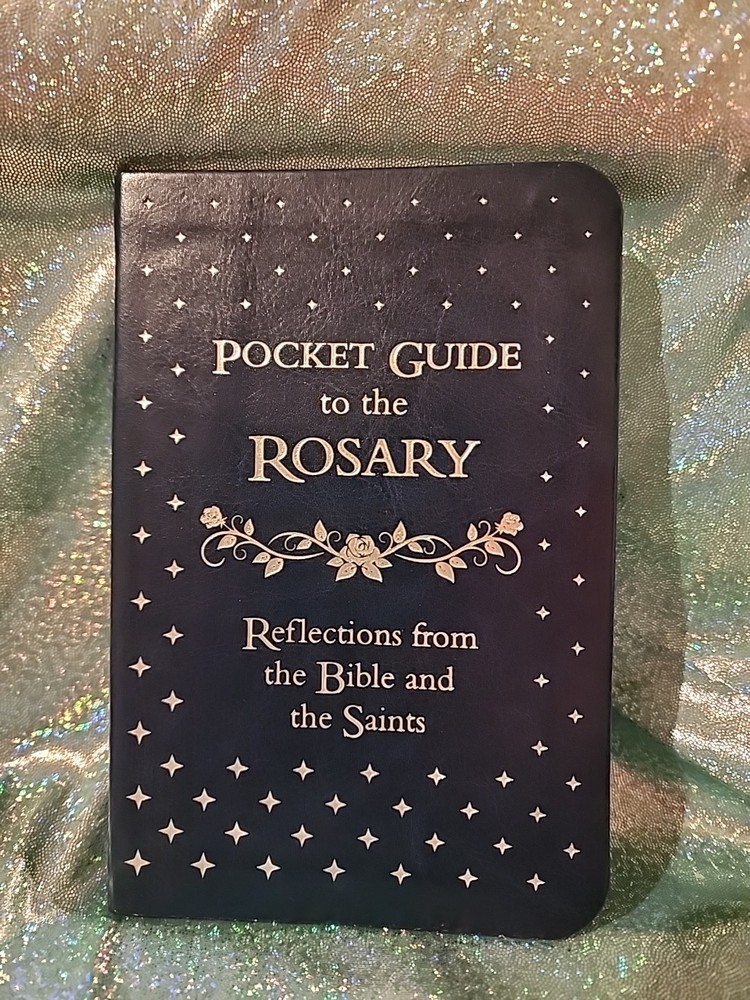 POCKET GUIDE
to the
ROSARY
Reflections from
the Bible and
the Saints